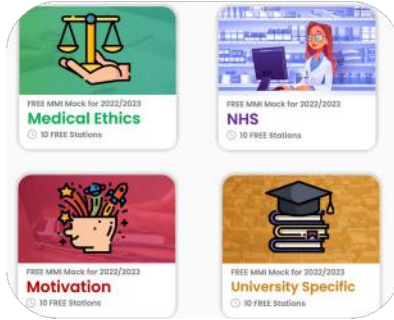 FREE MMI Mock for 2022/2023
Medical Ethics
10 FREE Stations
FREE MMI Mock for 2022/2023
NHS
10 FREE Stations
FREE MMI Mock for 2022/2023
Motivation
10 FREE Stations
FREE MMI Mock for 2022/2023
University Specific
10 FREE Stations